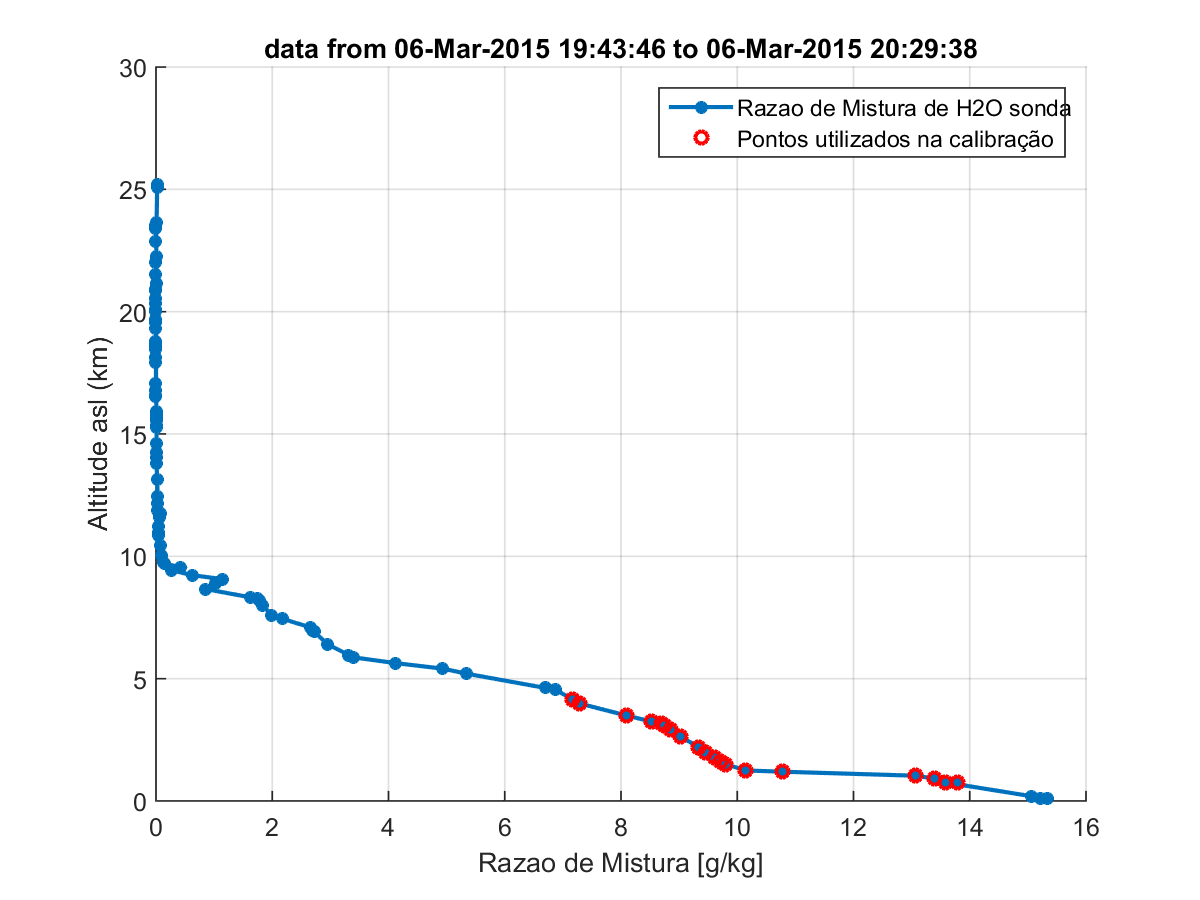 data from 06-Mar-2015 19:43:46 to 06-Mar-2015 20:29:38
Razao de Mistura de H2O sonda
Pontos utilizados na calibração
30
25
20
15
10
5
0
Altitude asl (km)
0 2 4 6 8 10 12 14 16
Razao de Mistura [g/kg]